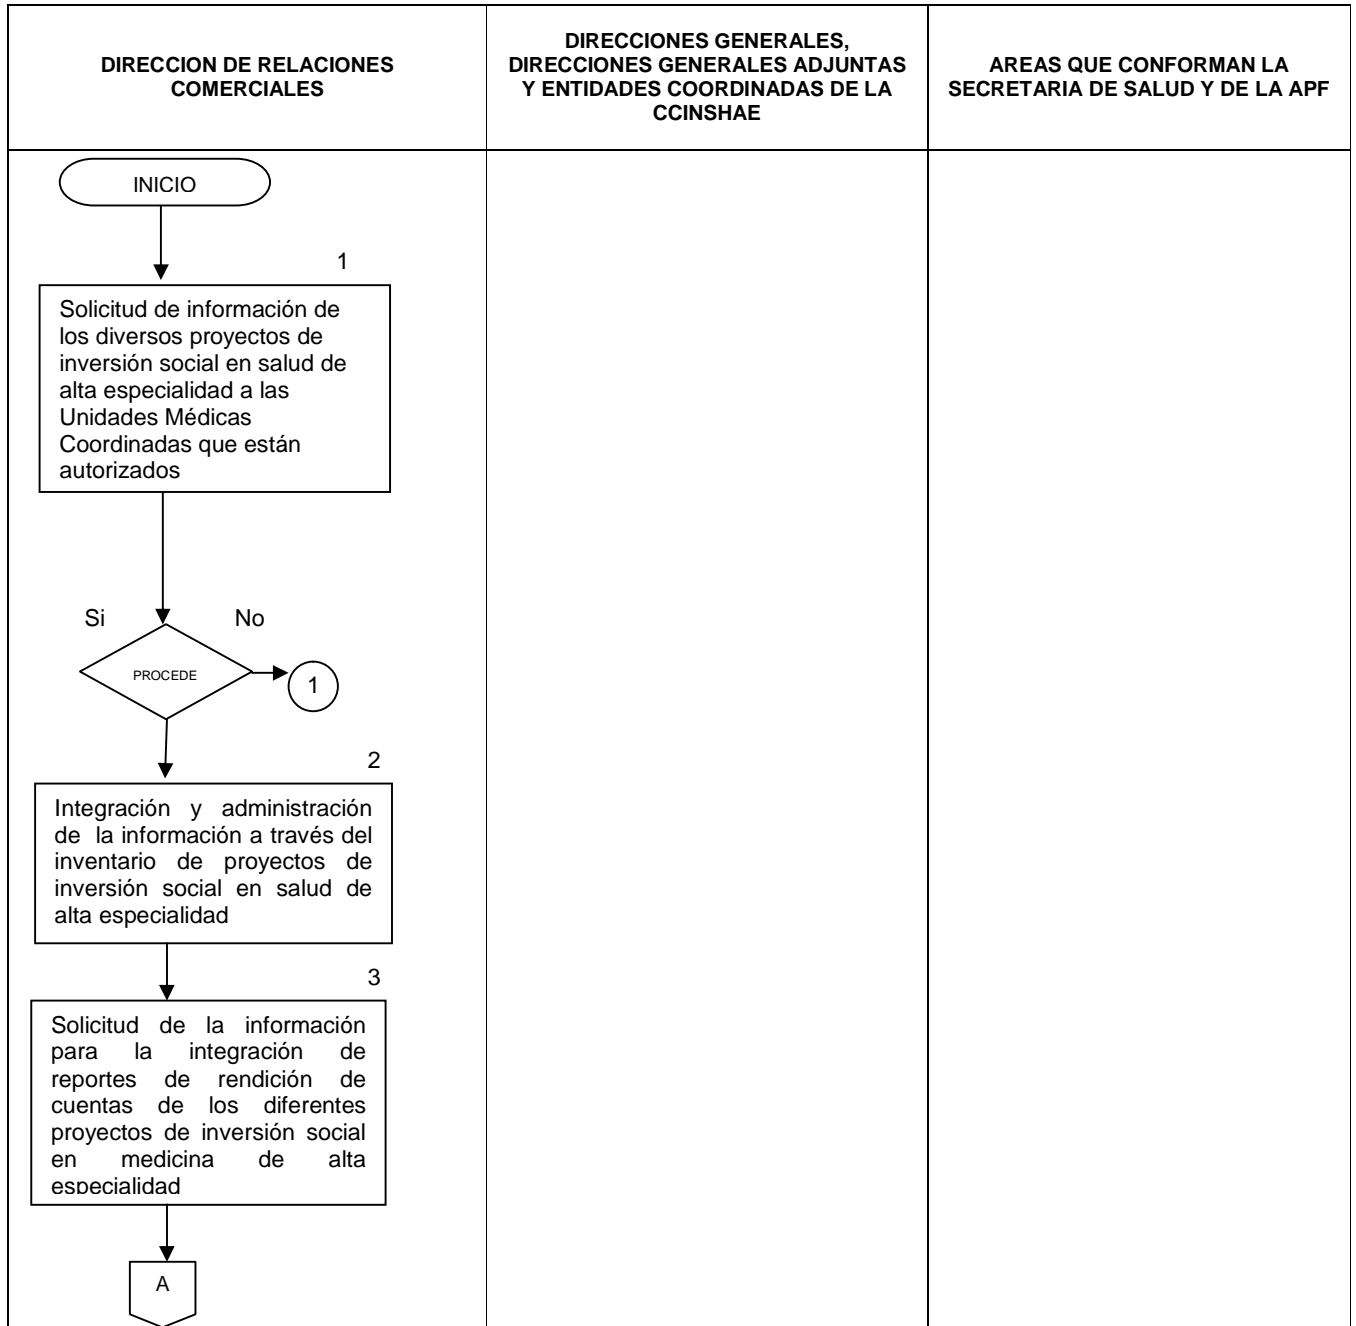 DIRECCION DE RELACIONES
COMERCIALES
DIRECCIONES GENERALES,
DIRECCIONES GENERALES ADJUNTAS
Y ENTIDADES COORDINADAS DE LA
CCINSHAE
AREAS QUE CONFORMAN LA
SECRETARIA DE SALUD Y DE LA APF
INICIO
1
Solicitud de información de
los diversos proyectos de
inversión social en salud de
alta especialidad a las
Unidades Médicas
Coordinadas que están
autorizados
Si
No
PROCEDE
1
2
Integración y administración
de la información a través del
inventario de proyectos de
inversión social en salud de
alta especialidad
3
Solicitud de la información
para la integración de
reportes de rendición de
cuentas de los diferentes
proyectos de inversión social
en medicina de alta
especialidad
A